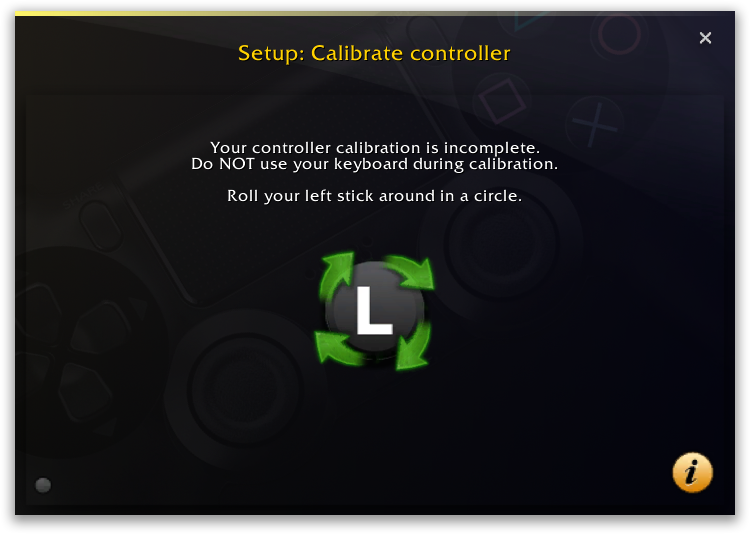 Setup: Calibrate controller
Your controller calibration is incomplete.
Do NOT use your keyboard during calibration.
Roll your left stick around in a circle.
L
i